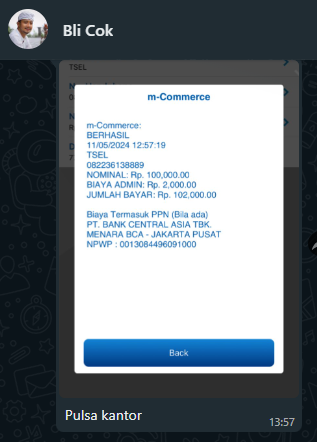 Bli Cok
TSEL
m-Commerce
m-Commerce:
BERHASIL
11/05/2024 12:57:19
TSEL
082236138889
NOMINAL: Rp. 100,000.00
BIAYA ADMIN: Rp. 2,000.00
JUMLAH BAYAR: Rp. 102,000.00
Biaya Termasuk PPN (Bila ada)
PT. BANK CENTRAL ASIA TBK.
MENARA BCA - JAKARTA PUSAT
NPWP : 0013084496091000
Back
Pulsa kantor
13:57